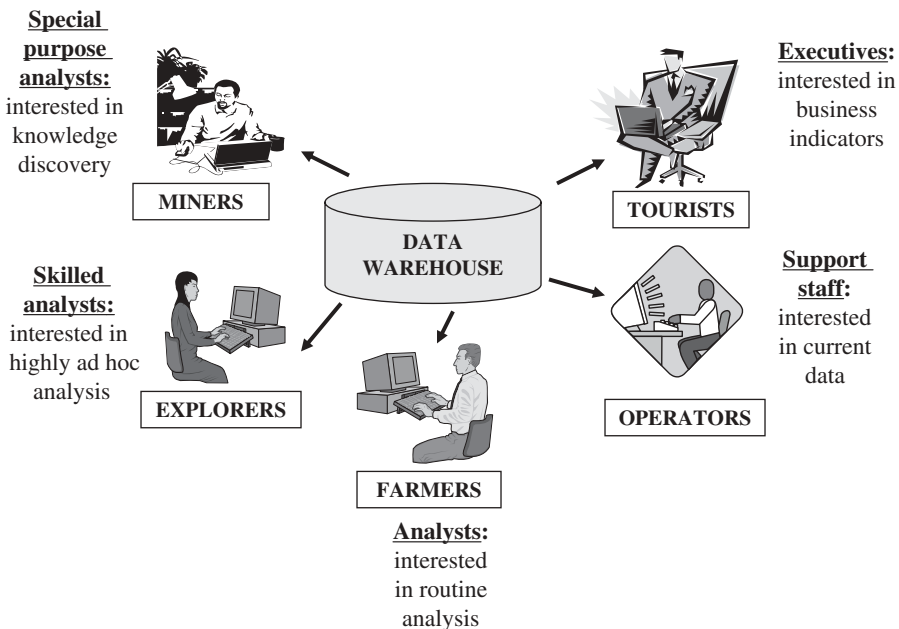 Special
purpose
analysts:
interested in
knowledge
discovery
MINERS
Executives:
interested in
business
indicators
TOURISTS
DATA
WAREHOUSE
Skilled
analysts:
interested in
highly ad hoc
analysis
EXPLORERS
Support
staff:
interested
in current
data
OPERATORS
FARMERS
Analysts:
interested
in routine
analysis